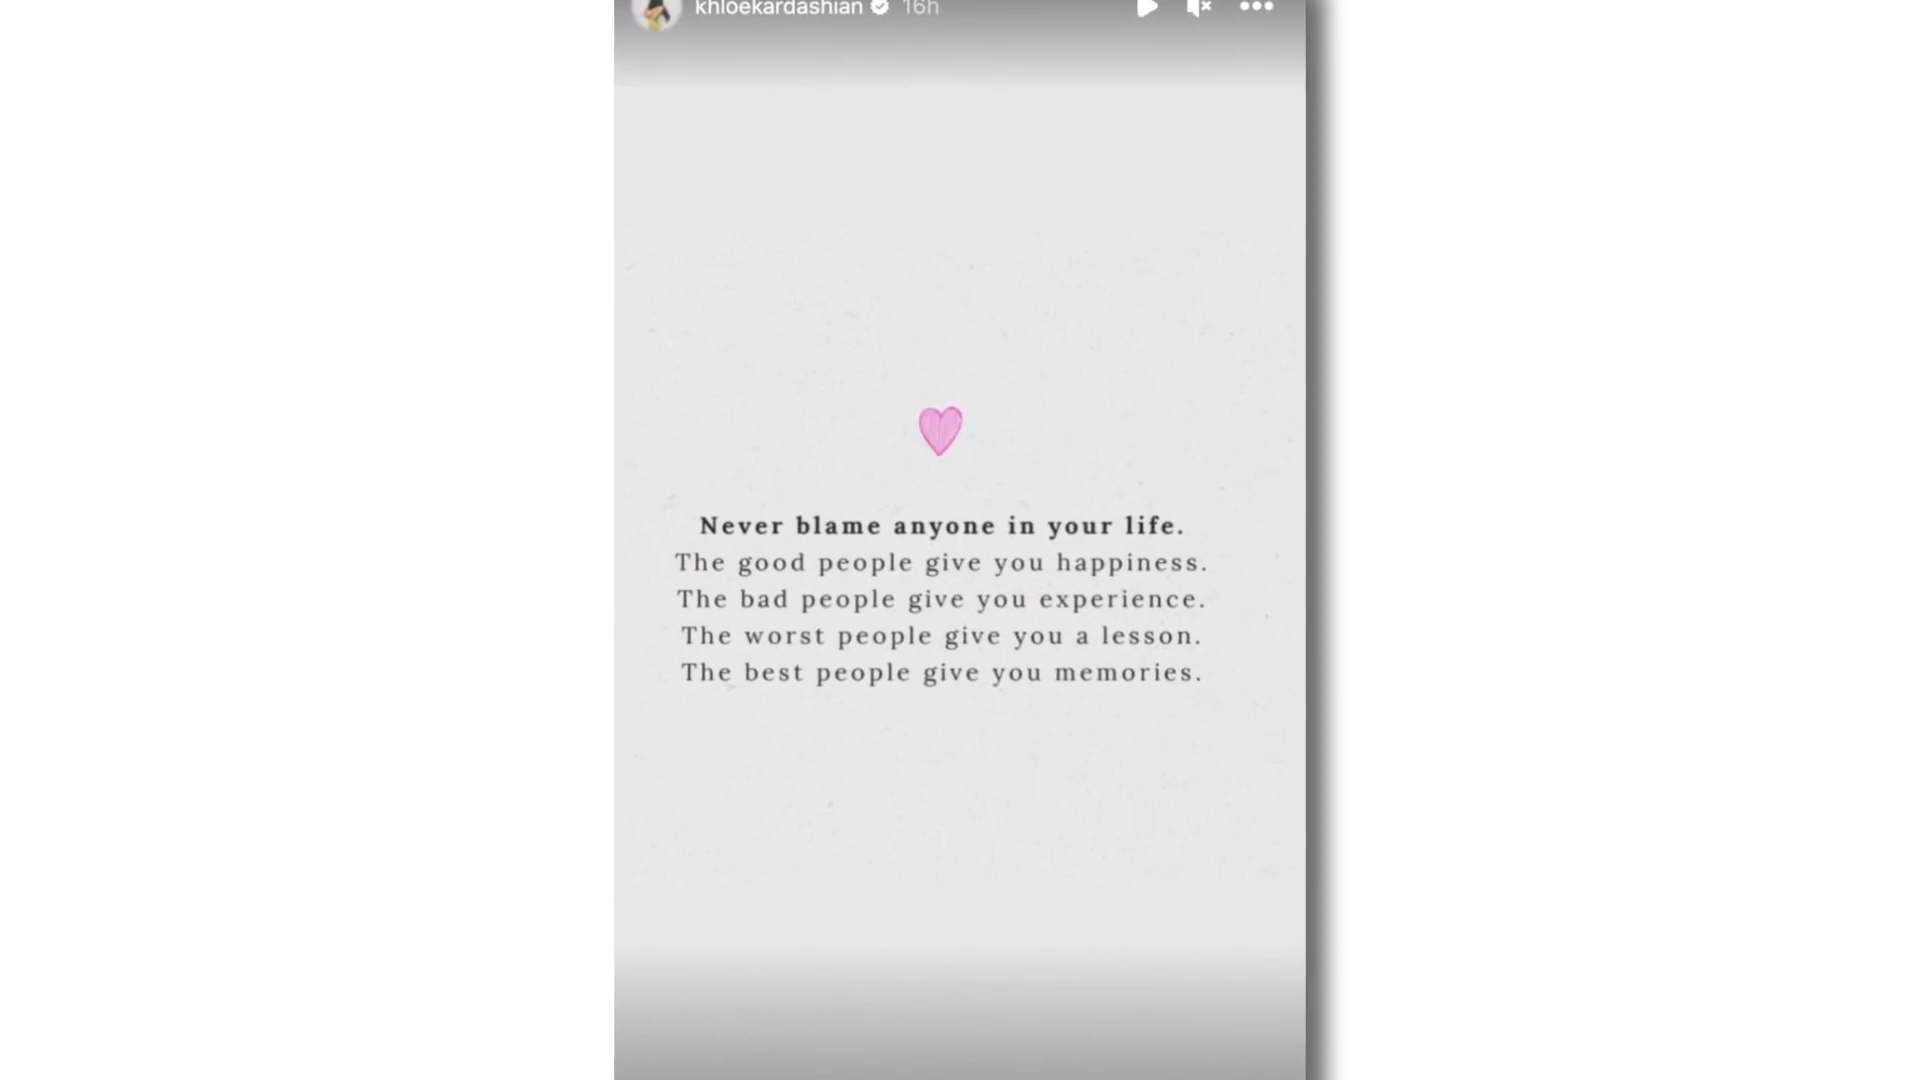 khloekardashian 16h
Never blame anyone in your life.
The good people give you happiness.
The bad people give you experience.
The worst people give you a lesson.
The best people give you memories.